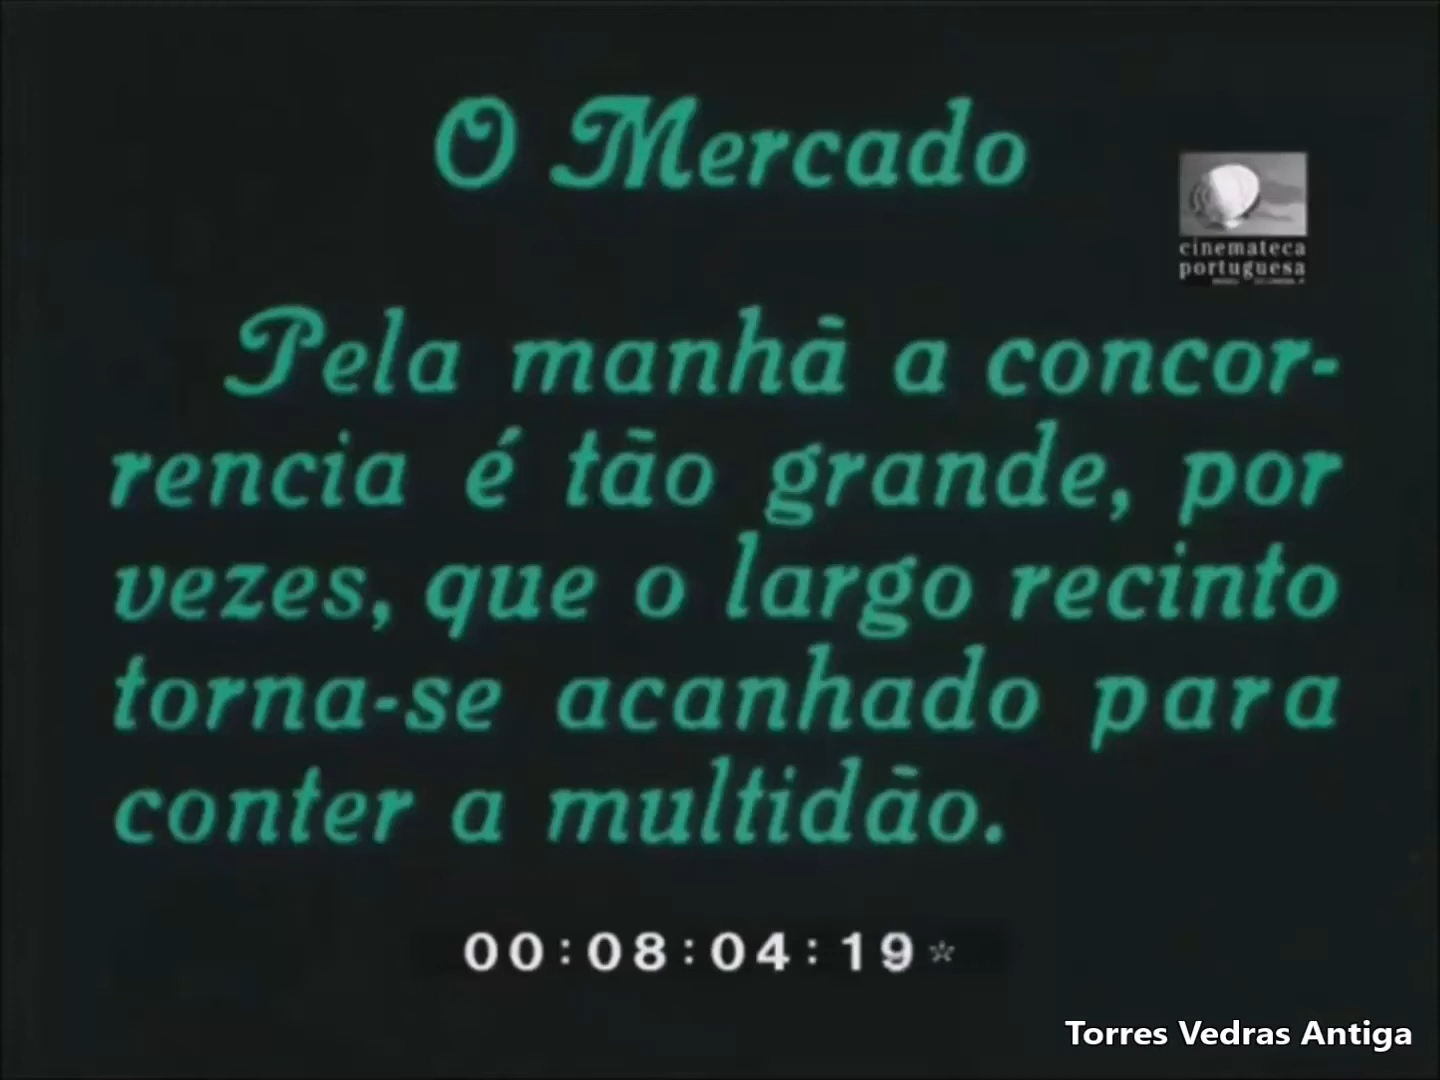 O Mercado
cinemateca
portuguesa
Pela manhã a concor-
rencia é tão grande, por
vezes, que o largo recinto
torna-se acanhado para
conter a multidão.
00:08:04:19☆
Torres Vedras Antiga